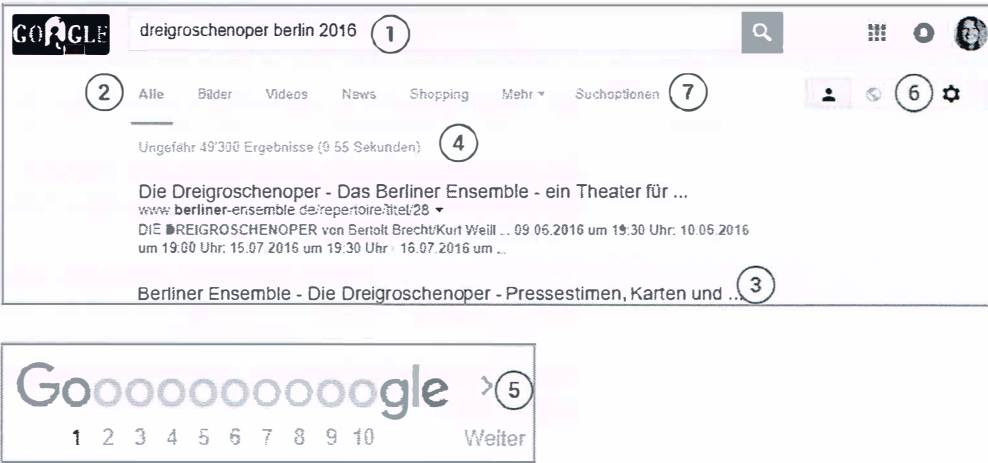 GOOGLE
dreigroschenoper berlin 2016 1
2 Alle Bilder Videos News Shopping Mehr Suchoptionen 7 6
Ungefähr 49'300 Ergebnisse (0.55 Sekunden) 4
Die Dreigroschenoper - Das Berliner Ensemble - ein Theater für ...
www.berliner-ensemble.de/repertoire/titel/28
DIE DREIGROSCHENOPER von Bertolt Brecht/Kurt Weill ... 09.06.2016 um 19:30 Uhr; 10.06.2016
um 19:00 Uhr; 15.07.2016 um 19:30 Uhr · 16.07.2016 um ...
Berliner Ensemble - Die Dreigroschenoper - Pressestimen, Karten und ... 3
Goooooooooogle > 5
1 2 3 4 5 6 7 8 9 10 Weiter